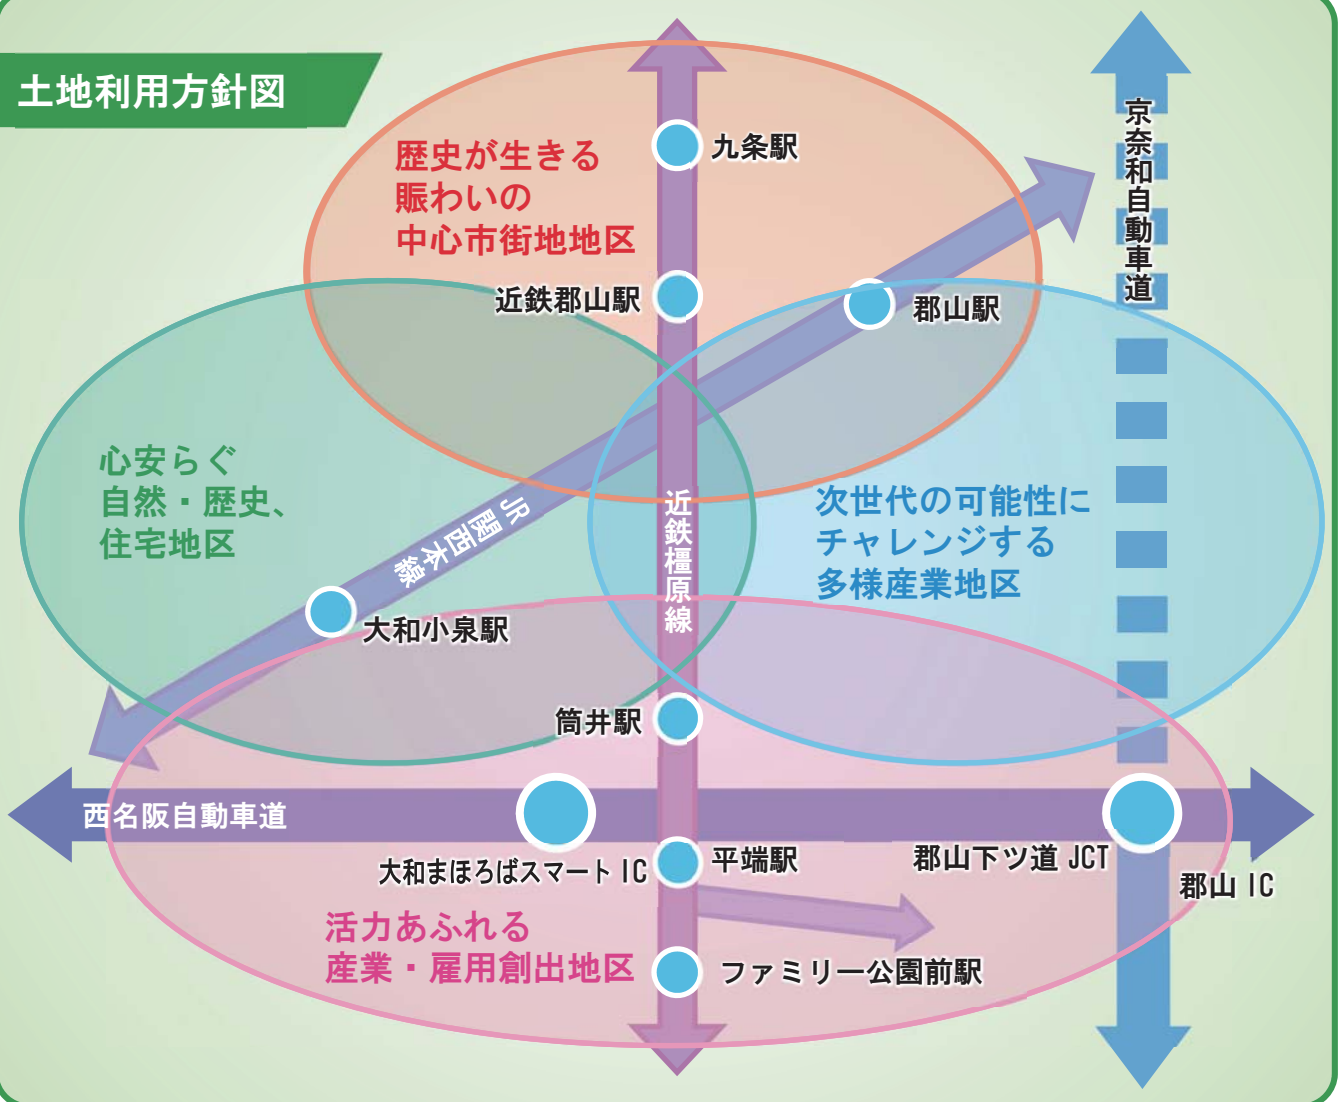 土地利用方針図
京奈和自動車道
九条駅
歴史が生きる
賑わいの
中心市街地地区
近鉄郡山駅
郡山駅
心安らぐ
自然・歴史、
住宅地区
JR関西本線
近鉄橿原線
次世代の可能性に
チャレンジする
多様産業地区
大和小泉駅
筒井駅
西名阪自動車道
大和まほろばスマート IC
平端駅
郡山下ツ道 JCT
郡山 IC
活力あふれる
産業・雇用創出地区
ファミリー公園前駅